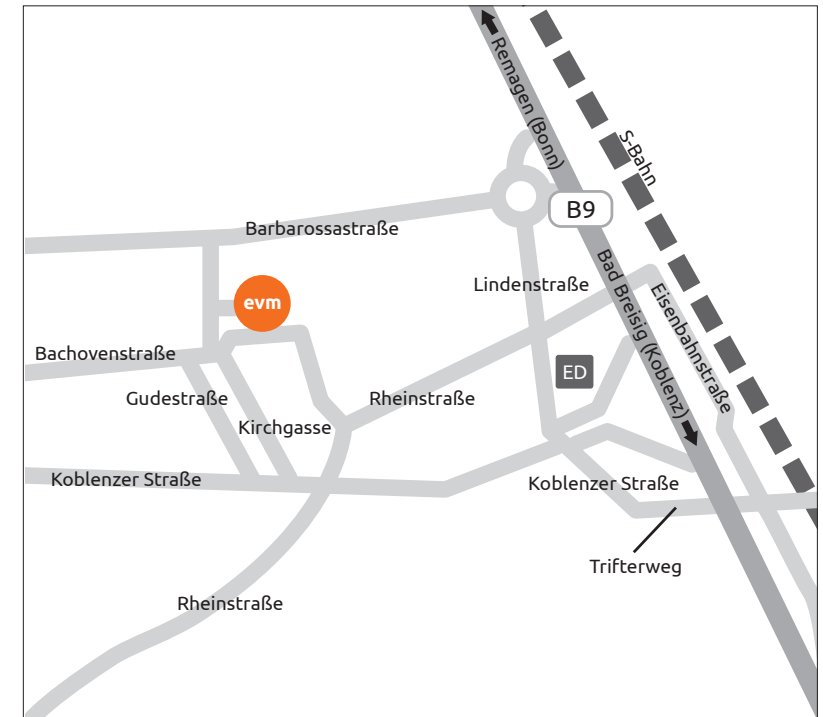 Remagen (Bonn)
S-Bahn
B9
Barbarossastraße
Bad Breisig (Koblenz)
Lindenstraße
Eisenbahnstraße
evm
Bachovenstraße
ED
Gudestraße
Rheinstraße
Kirchgasse
Koblenzer Straße
Koblenzer Straße
Trifterweg
Rheinstraße